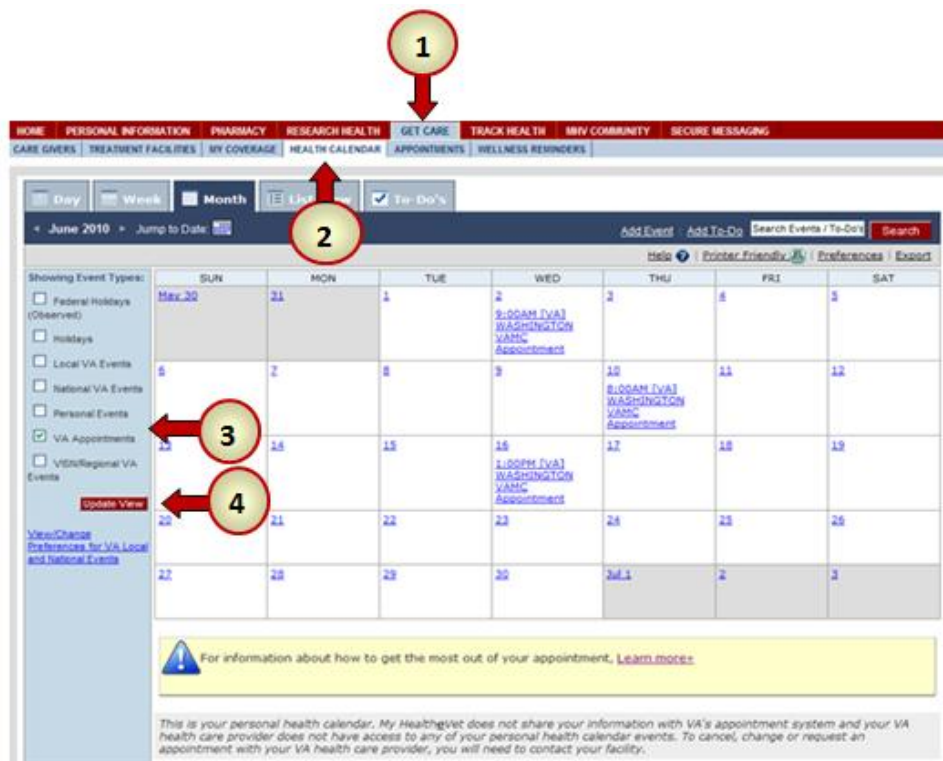 1
HOME PERSONAL INFORMATION PHARMACY RESEARCH HEALTH GET CARE TRACK HEALTH MHV COMMUNITY SECURE MESSAGING
CARE GIVERS TREATMENT FACILITIES MY COVERAGE HEALTH CALENDAR APPOINTMENTS WELLNESS REMINDERS
2
Day Week Month List View To-Do's
June 2010 Jump to Date:
Add Event Add To-Do Search Events / To-Do's Search
Help Printer Friendly Preferences Export
Showing Event Types:
Federal Holidays
(Observed)
Holidays
Local VA Events
National VA Events
Personal Events
VA Appointments
VISN/Regional VA
Events
Update View
View/Change
Preferences for VA Local
and National Events
3
4
SUN MON TUE WED THU FRI SAT
May 30 31 1 2 3 4 5
9:00AM [VA]
WASHINGTON
VAMC
Appointment
6 7 8 9 10 11 12
8:00AM [VA]
WASHINGTON
VAMC
Appointment
13 14 15 16 17 18 19
1:00PM [VA]
WASHINGTON
VAMC
Appointment
20 21 22 23 24 25 26
27 28 29 30 Jul 1 2 3
For information about how to get the most out of your appointment, Learn more+
This is your personal health calendar. My HealtheVet does not share your information with VA's appointment system and your VA
health care provider does not have access to any of your personal health calendar events. To cancel, change or request an
appointment with your VA health care provider, you will need to contact your facility.